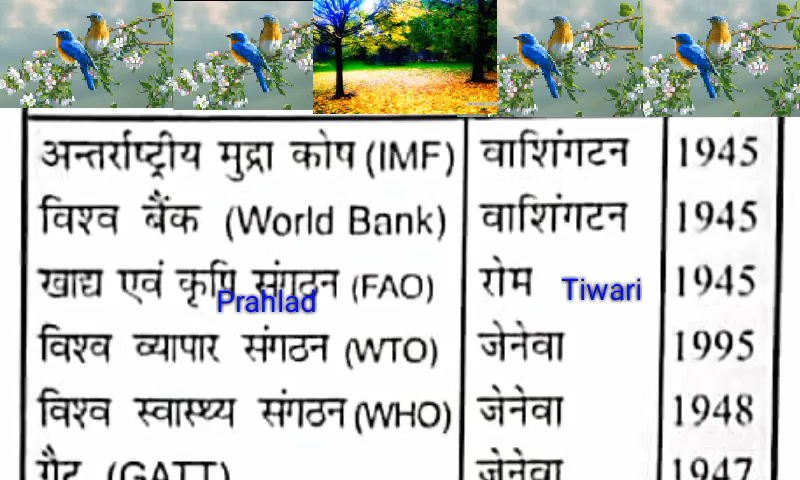 अन्तर्राष्ट्रीय मुद्रा कोष (IMF) वाशिंगटन 1945
विश्व बैंक (World Bank) वाशिंगटन 1945
खाद्य एवं कृषि संगठन (FAO) रोम 1945
Prahlad Tiwari
विश्व व्यापार संगठन (WTO) जेनेवा 1995
विश्व स्वास्थ्य संगठन (WHO) जेनेवा 1948
गैट (GATT) जेनेवा 1947